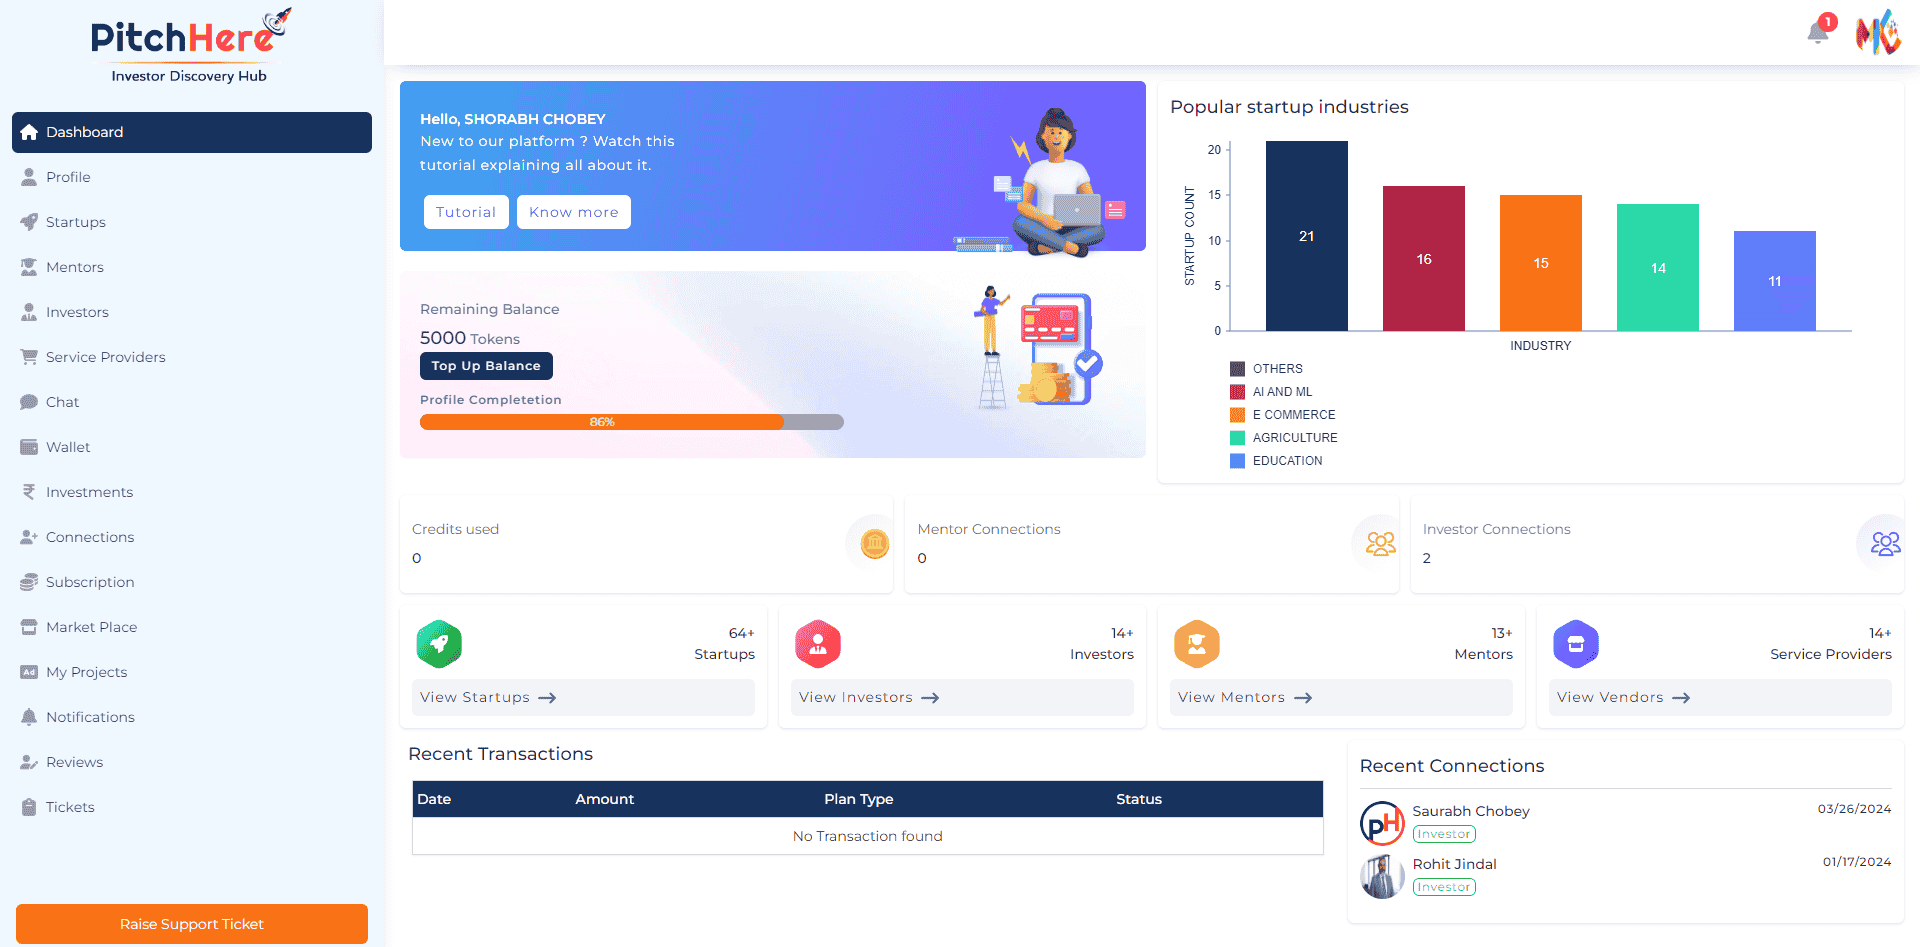 PitchHere
Investor Discovery Hub
Dashboard
Profile
Startups
Mentors
Investors
Service Providers
Chat
Wallet
Investments
Connections
Subscription
Market Place
My Projects
Notifications
Reviews
Tickets
Raise Support Ticket
1
Hello, SHORABH CHOBEY
New to our platform ? Watch this
tutorial explaining all about it.
Tutorial
Know more
Remaining Balance
5000 Tokens
Top Up Balance
Profile Completetion
86%
Popular startup industries
STARTUP COUNT
20
15
10
5
0
21
16
15
14
11
INDUSTRY
OTHERS
AI AND ML
E COMMERCE
AGRICULTURE
EDUCATION
Credits used
0
Mentor Connections
0
Investor Connections
2
64+
Startups
View Startups
14+
Investors
View Investors
13+
Mentors
View Mentors
14+
Service Providers
View Vendors
Recent Transactions
Date Amount Plan Type Status
No Transaction found
Recent Connections
PH
Saurabh Chobey 03/26/2024
Investor
Rohit Jindal 01/17/2024
Investor